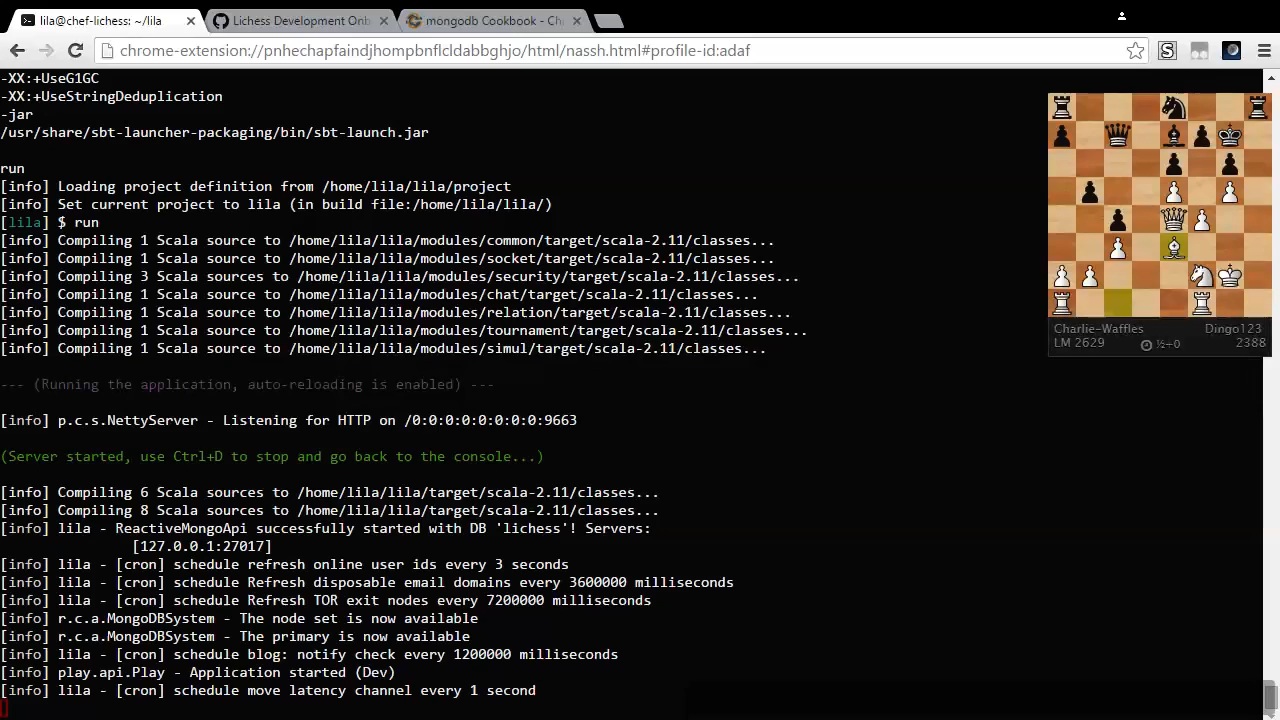 lila@chef-lichess: ~/lila
Lichess Development Onb
mongodb Cookbook - Ch
chrome-extension://pnhechapfaindjhompbnflcldabbghjo/html/nassh.html#profile-id:adaf
-XX:+UseG1GC
-XX:+UseStringDeduplication
-jar
/usr/share/sbt-launcher-packaging/bin/sbt-launch.jar
run
[info] Loading project definition from /home/lila/lila/project
[info] Set current project to lila (in build file:/home/lila/lila/)
[lila] $ run
[info] Compiling 1 Scala source to /home/lila/lila/modules/common/target/scala-2.11/classes...
[info] Compiling 1 Scala source to /home/lila/lila/modules/socket/target/scala-2.11/classes...
[info] Compiling 3 Scala sources to /home/lila/lila/modules/security/target/scala-2.11/classes...
[info] Compiling 1 Scala source to /home/lila/lila/modules/chat/target/scala-2.11/classes...
[info] Compiling 1 Scala source to /home/lila/lila/modules/relation/target/scala-2.11/classes...
[info] Compiling 1 Scala source to /home/lila/lila/modules/tournament/target/scala-2.11/classes...
[info] Compiling 1 Scala source to /home/lila/lila/modules/simul/target/scala-2.11/classes...
--- (Running the application, auto-reloading is enabled) ---
[info] p.c.s.NettyServer - Listening for HTTP on /0:0:0:0:0:0:0:0:9663
(Server started, use Ctrl+D to stop and go back to the console...)
[info] Compiling 6 Scala sources to /home/lila/lila/target/scala-2.11/classes...
[info] Compiling 8 Scala sources to /home/lila/lila/target/scala-2.11/classes...
[info] lila - ReactiveMongoApi successfully started with DB 'lichess'! Servers:
[127.0.0.1:27017]
[info] lila - [cron] schedule refresh online user ids every 3 seconds
[info] lila - [cron] schedule Refresh disposable email domains every 3600000 milliseconds
[info] lila - [cron] schedule Refresh TOR exit nodes every 7200000 milliseconds
[info] r.c.a.MongoDBSystem - The node set is now available
[info] r.c.a.MongoDBSystem - The primary is now available
[info] lila - [cron] schedule blog: notify check every 1200000 milliseconds
[info] play.api.Play - Application started (Dev)
[info] lila - [cron] schedule move latency channel every 1 second
Charlie-Waffles Dingo123
LM 2629 ½+0 2388